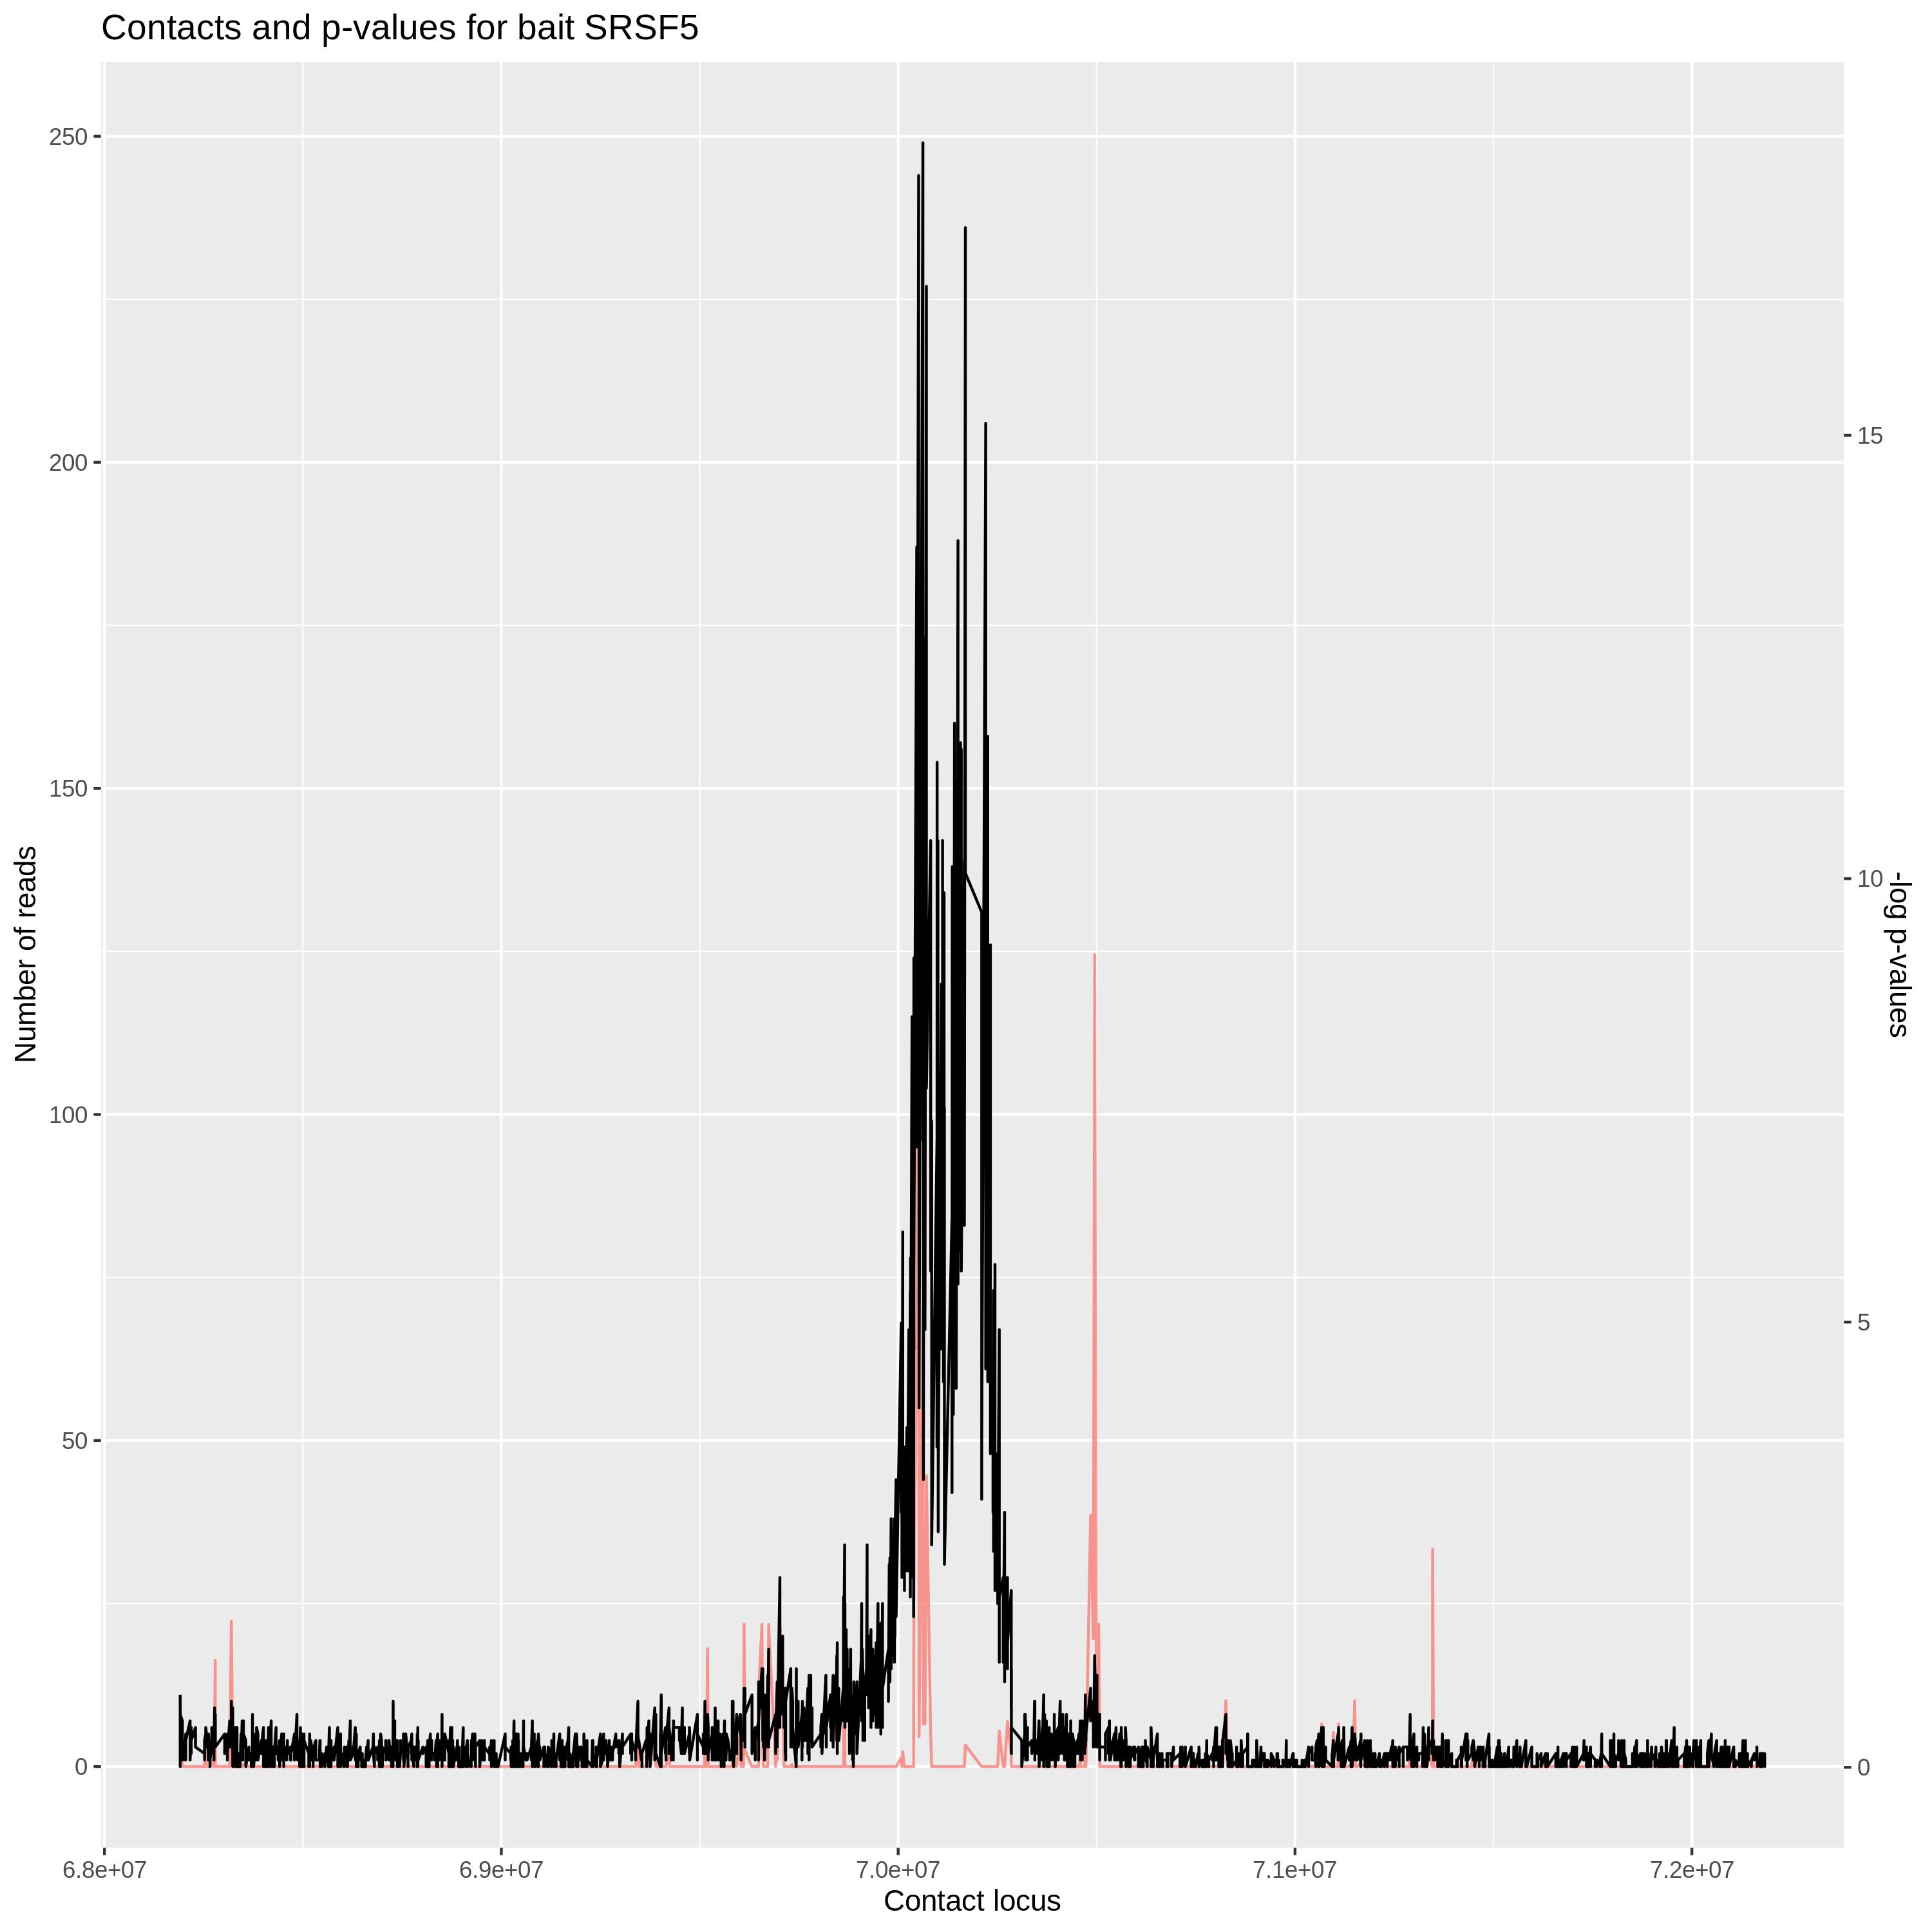 Contacts and p-values for bait SRSF5
250
200
150
100
50
0
Number of reads
15
10
5
0
-log p-values
6.8e+07
6.9e+07
7.0e+07
7.1e+07
7.2e+07
Contact locus